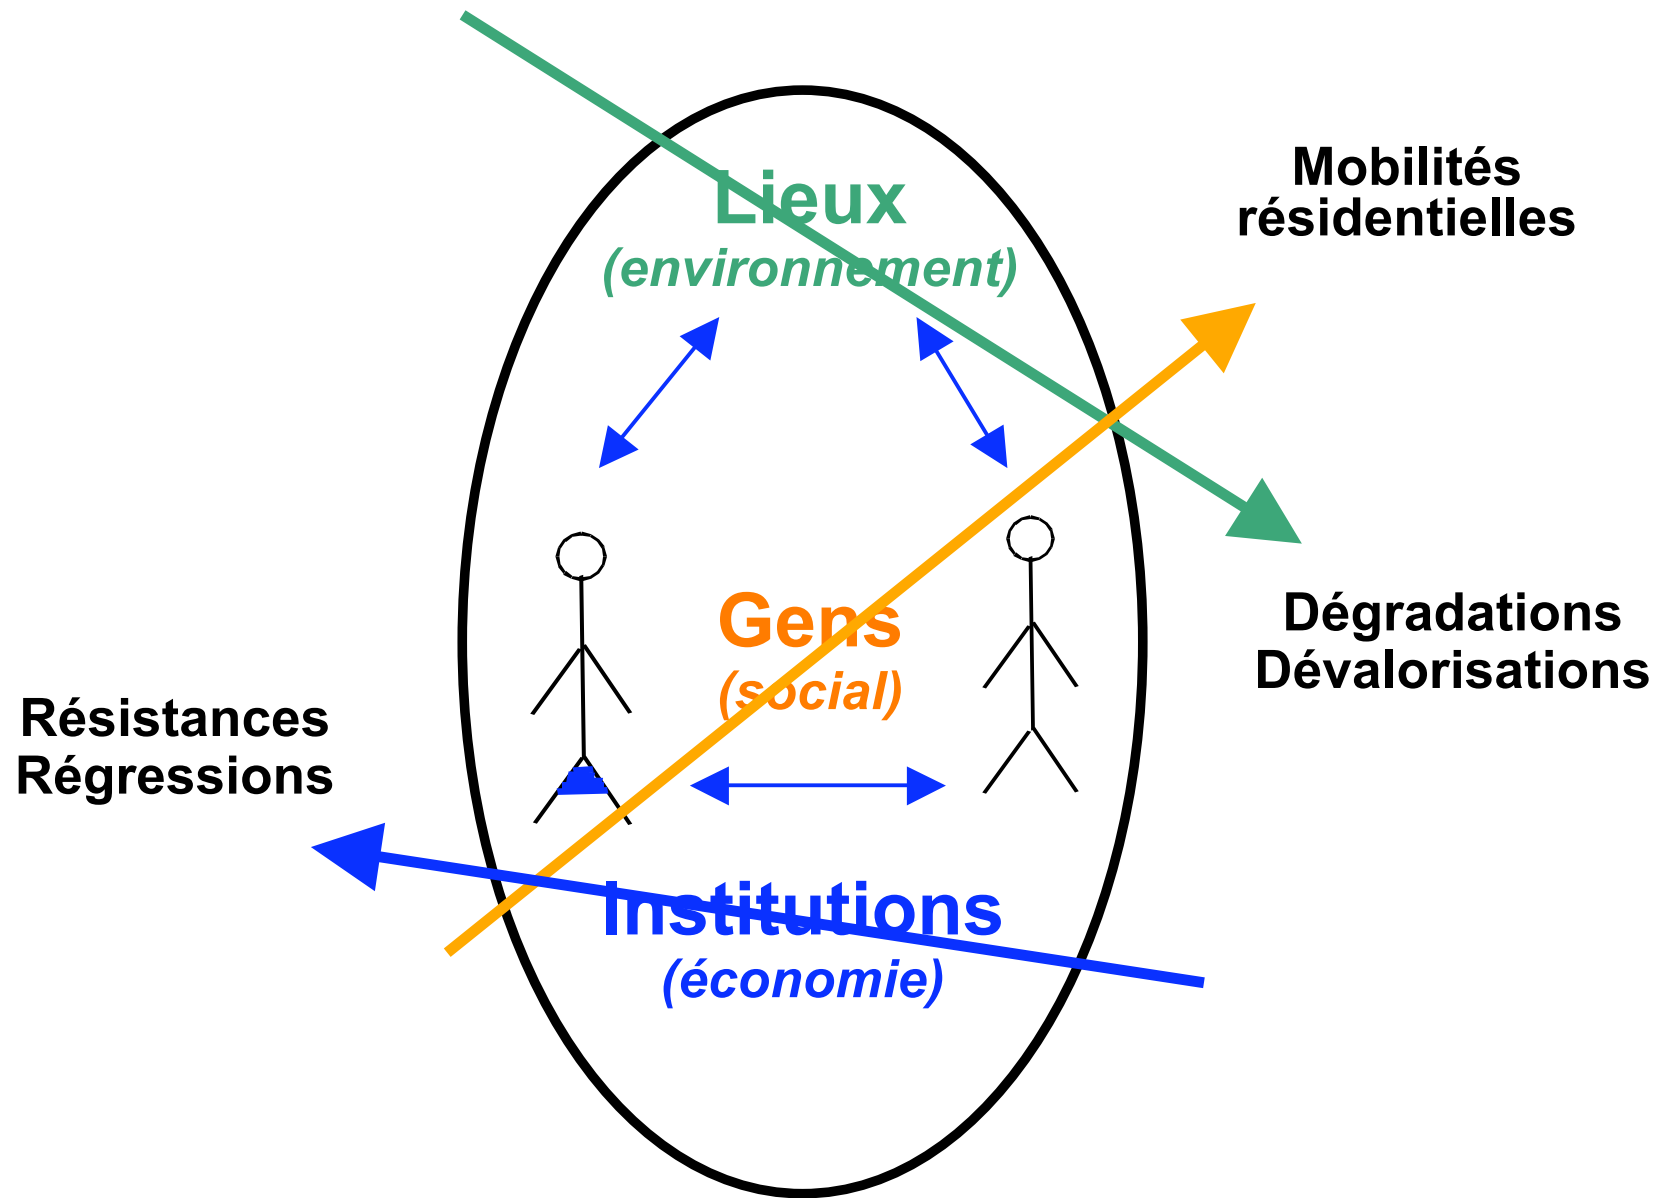 Lieux
(environnement)
Mobilités
résidentielles
Gens
(social)
Dégradations
Dévalorisations
Résistances
Régressions
Institutions
(économie)